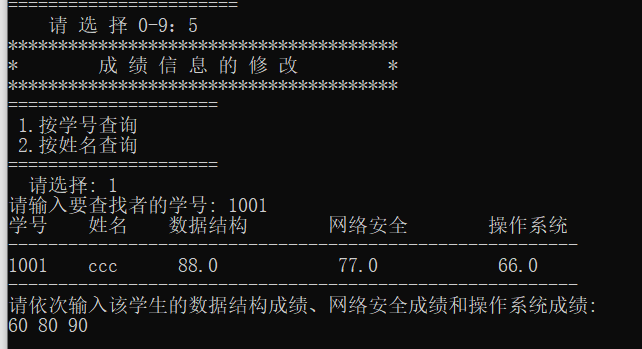 =======================
请 选 择 0-9：5
***************************************
* 成 绩 信 息 的 修 改 *
***************************************
=====================
1.按学号查询
2.按姓名查询
=====================
请选择: 1
请输入要查找者的学号: 1001
学号 姓名 数据结构 网络安全 操作系统
---------------------------------------------------------
1001 ccc 88.0 77.0 66.0
---------------------------------------------------------
请依次输入该学生的数据结构成绩、网络安全成绩和操作系统成绩:
60 80 90